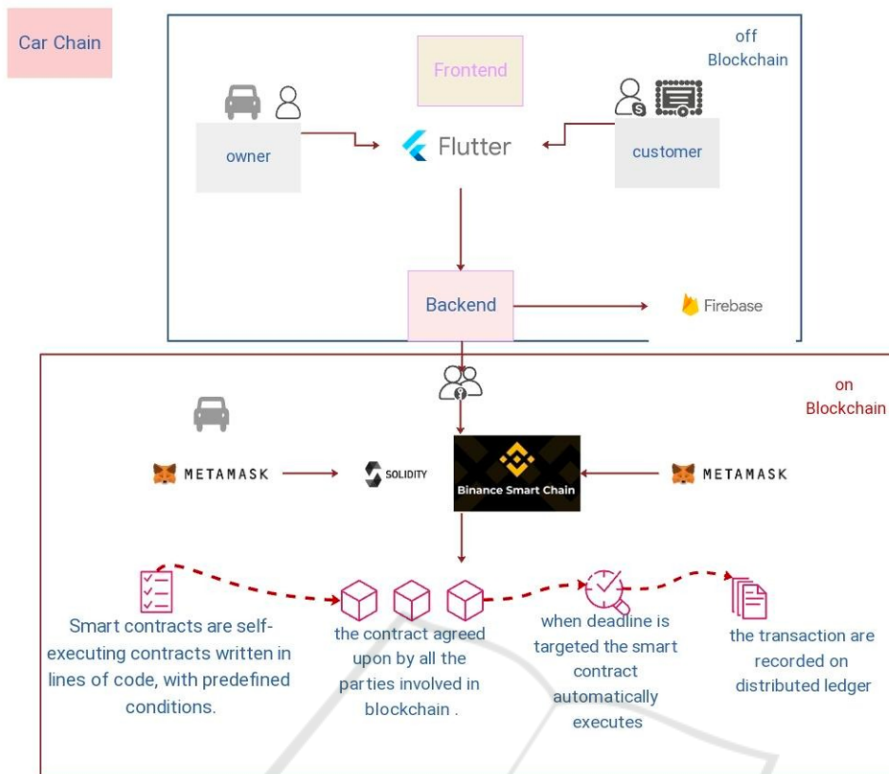 Car Chain
off
Blockchain
Frontend
owner
Flutter
customer
Backend
Firebase
on
Blockchain
METAMASK
SOLIDITY
Binance Smart Chain
METAMASK
Smart contracts are self-
executing contracts written in
lines of code, with predefined
conditions.
the contract agreed
upon by all the
parties involved in
blockchain .
when deadline is
targeted the smart
contract
automatically
executes
the transaction are
recorded on
distributed ledger